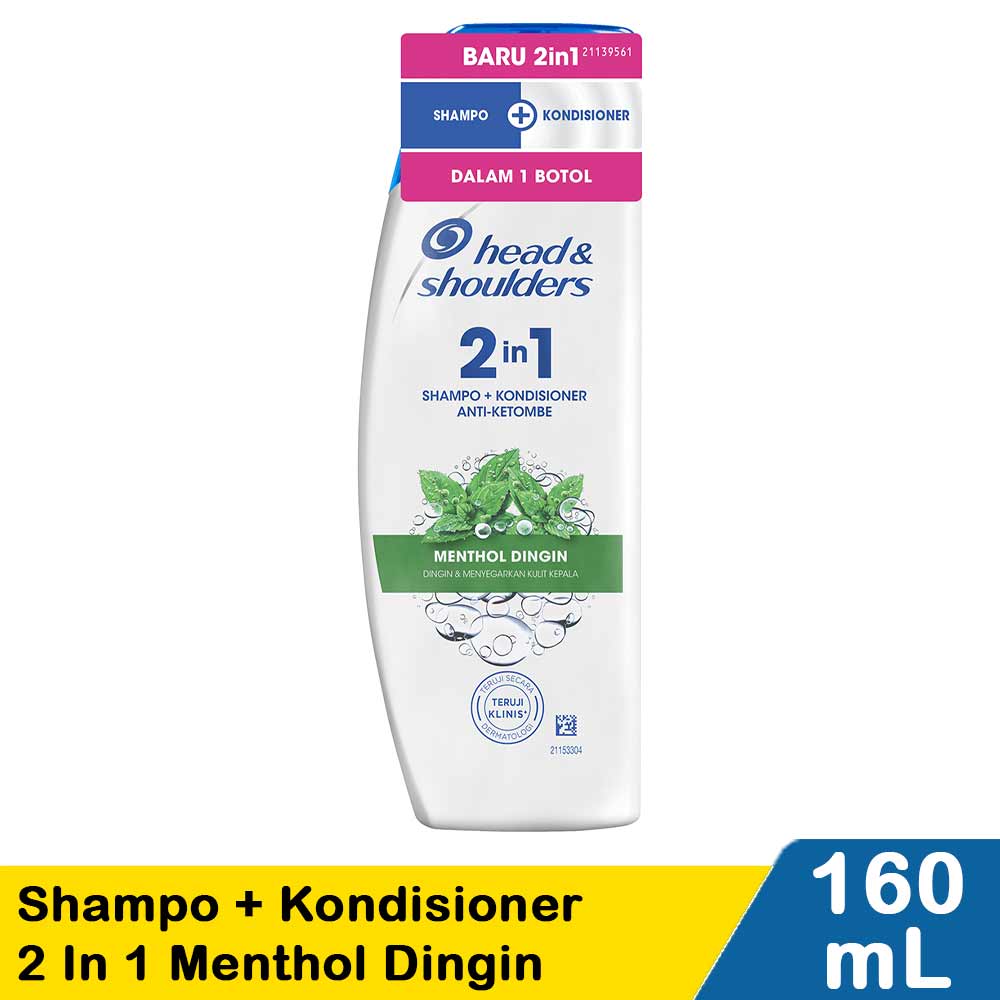 BARU 2in1 21139561
SHAMPO + KONDISIONER
DALAM 1 BOTOL
head &
shoulders
2 in 1
SHAMPO + KONDISIONER
ANTI-KETOMBE
MENTHOL DINGIN
DINGIN & MENYEGARKAN KULIT KEPALA
TERUJI SECARA
TERUJI
KLINIS+
DERMATOLOGI
21153304
Shampo + Kondisioner
2 In 1 Menthol Dingin
160
mL